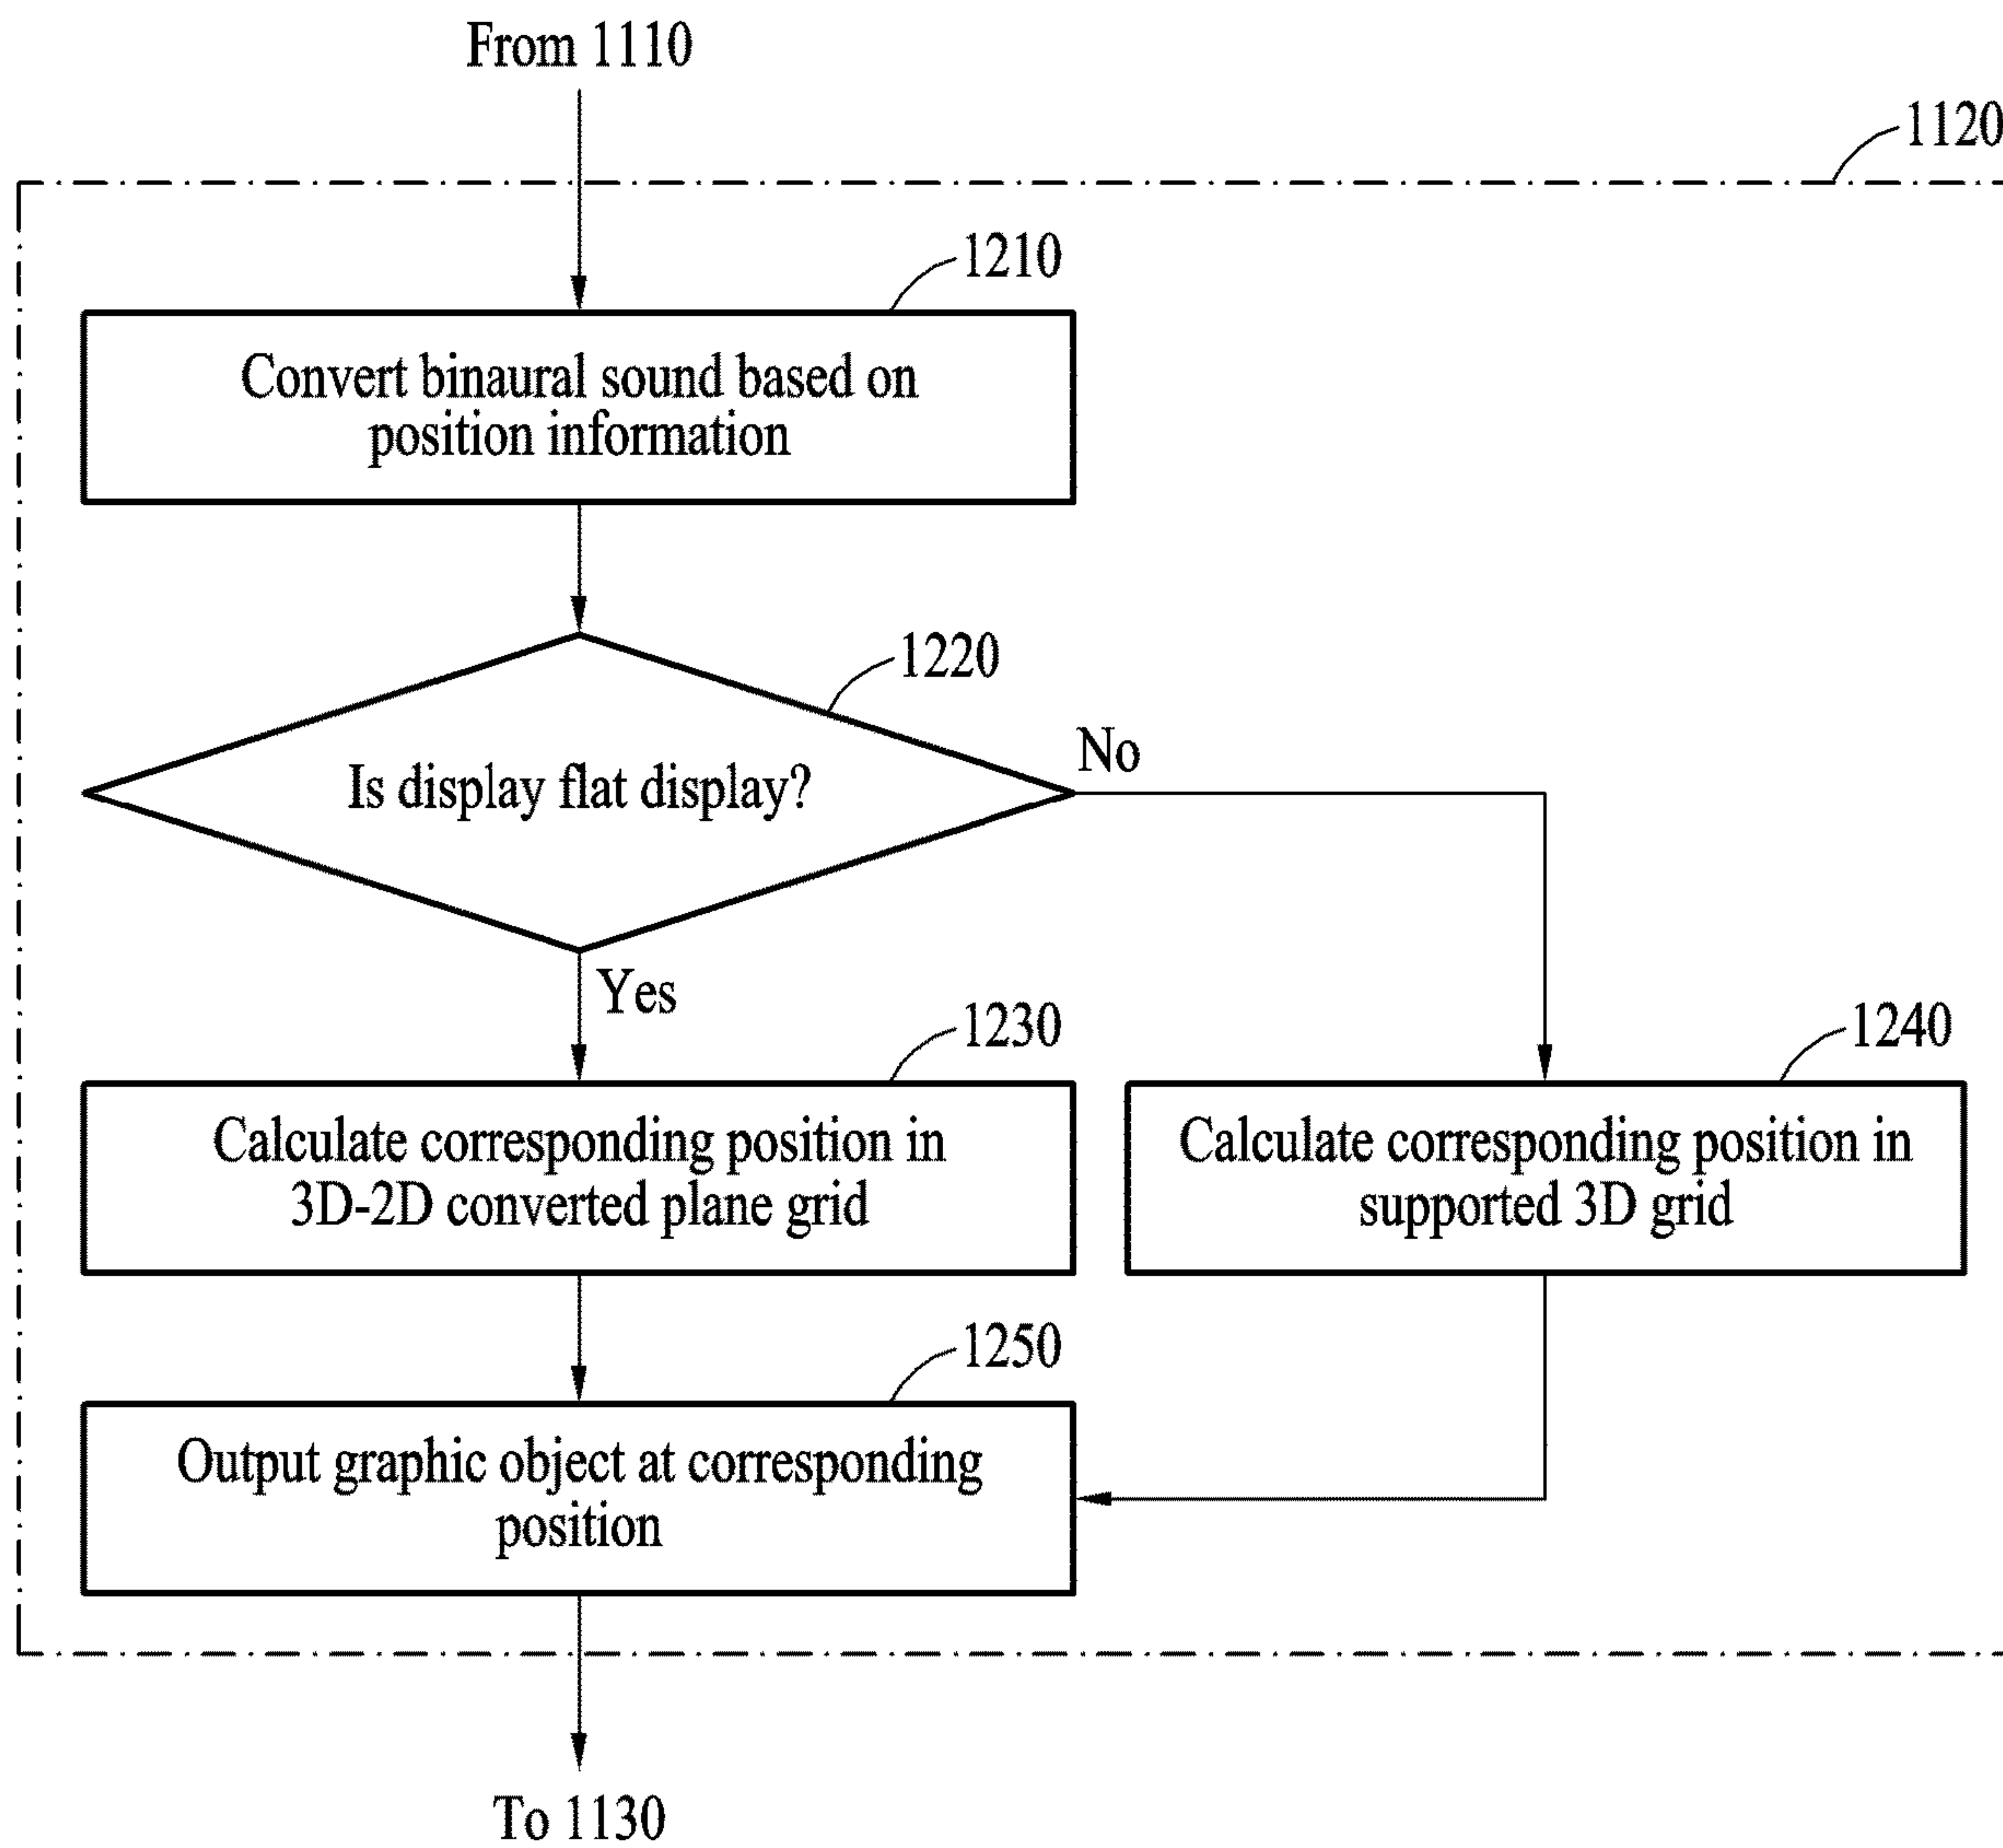 From 1110
1120
1210
Convert binaural sound based on
position information
1220
Is display flat display?
No
Yes
1230
Calculate corresponding position in
3D-2D converted plane grid
1240
Calculate corresponding position in
supported 3D grid
1250
Output graphic object at corresponding
position
To 1130